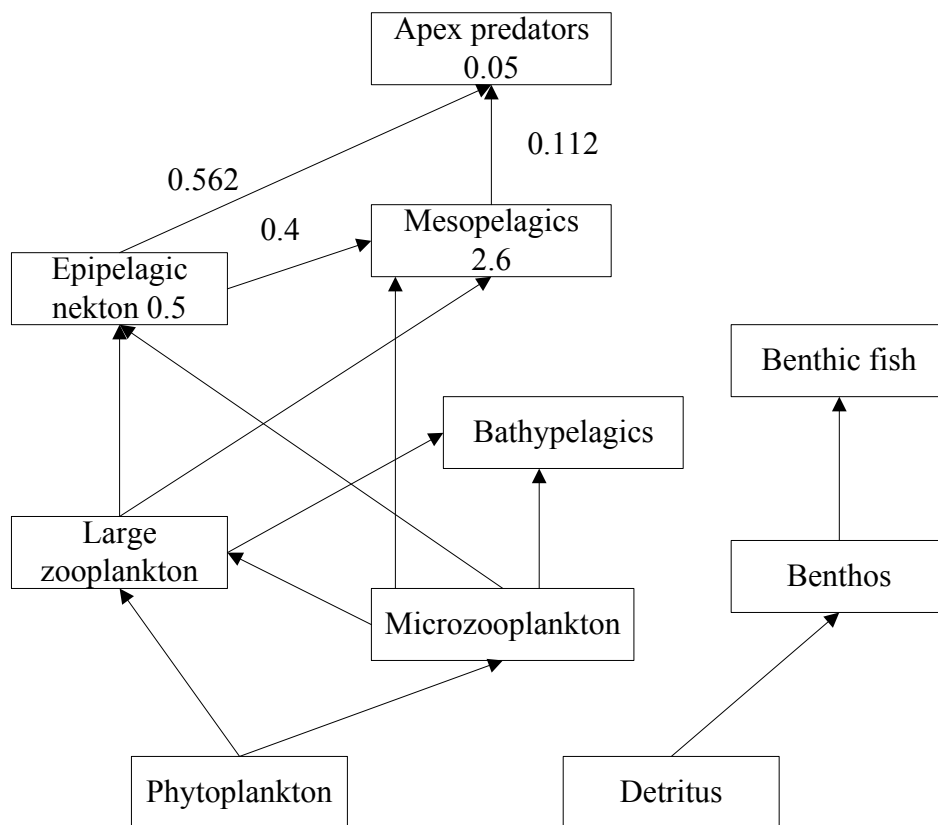 Apex predators
0.05
0.112
0.562
Mesopelagics
2.6
0.4
Epipelagic
nekton 0.5
Benthic fish
Bathypelagics
Large
zooplankton
Benthos
Microzooplankton
Phytoplankton
Detritus